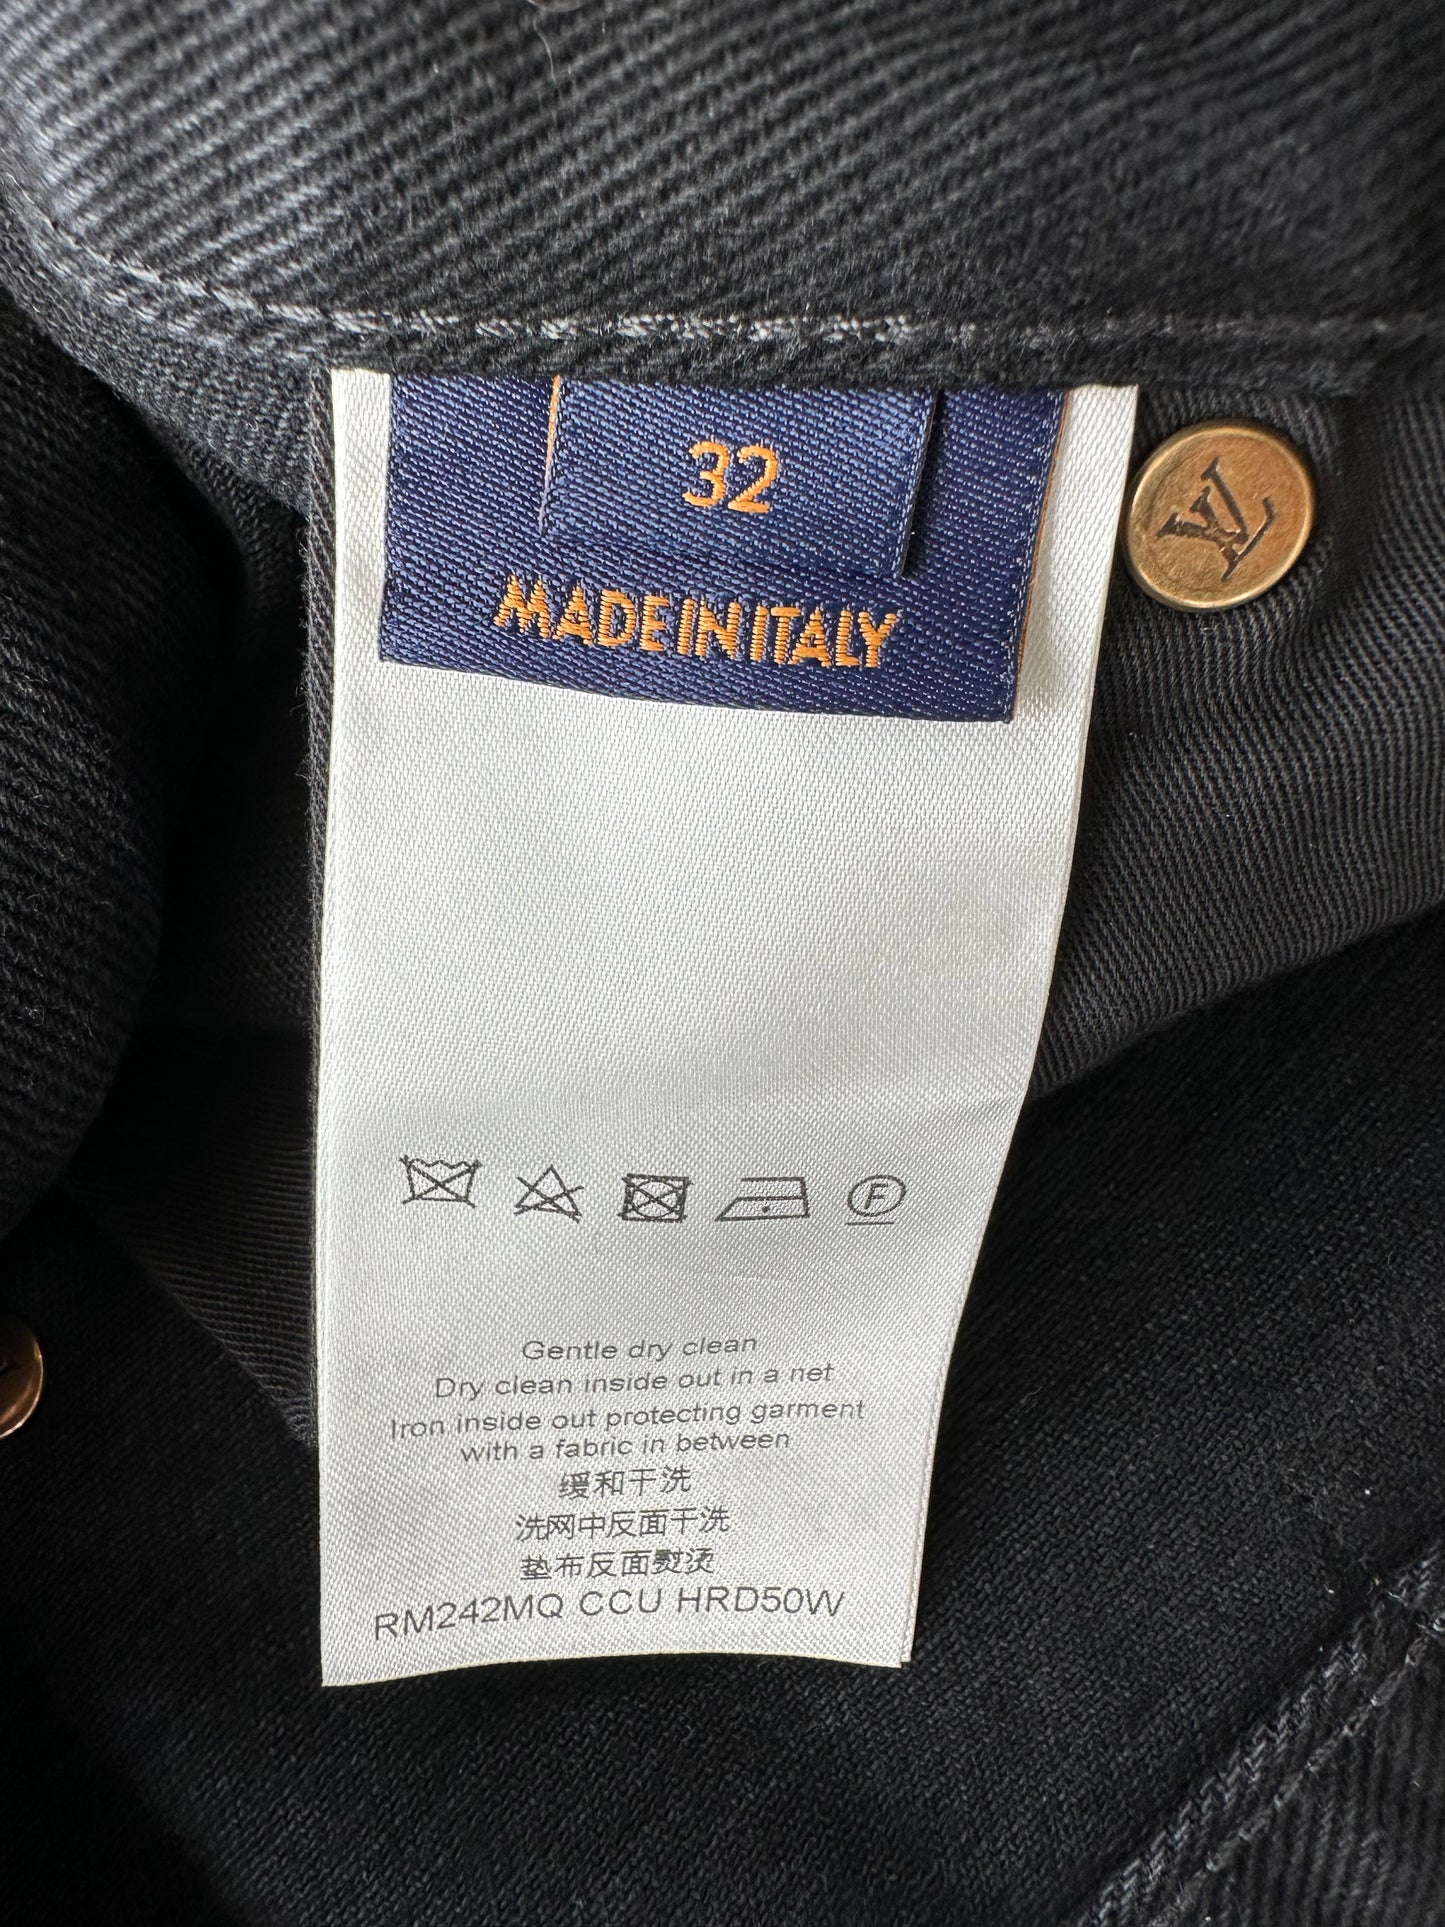 32
MADE IN ITALY
LV
F
Gentle dry clean
Dry clean inside out in a net
Iron inside out protecting garment
with a fabric in between
缓和干洗
洗网中反面干洗
垫布反面熨烫
RM242MQ CCU HRD50W